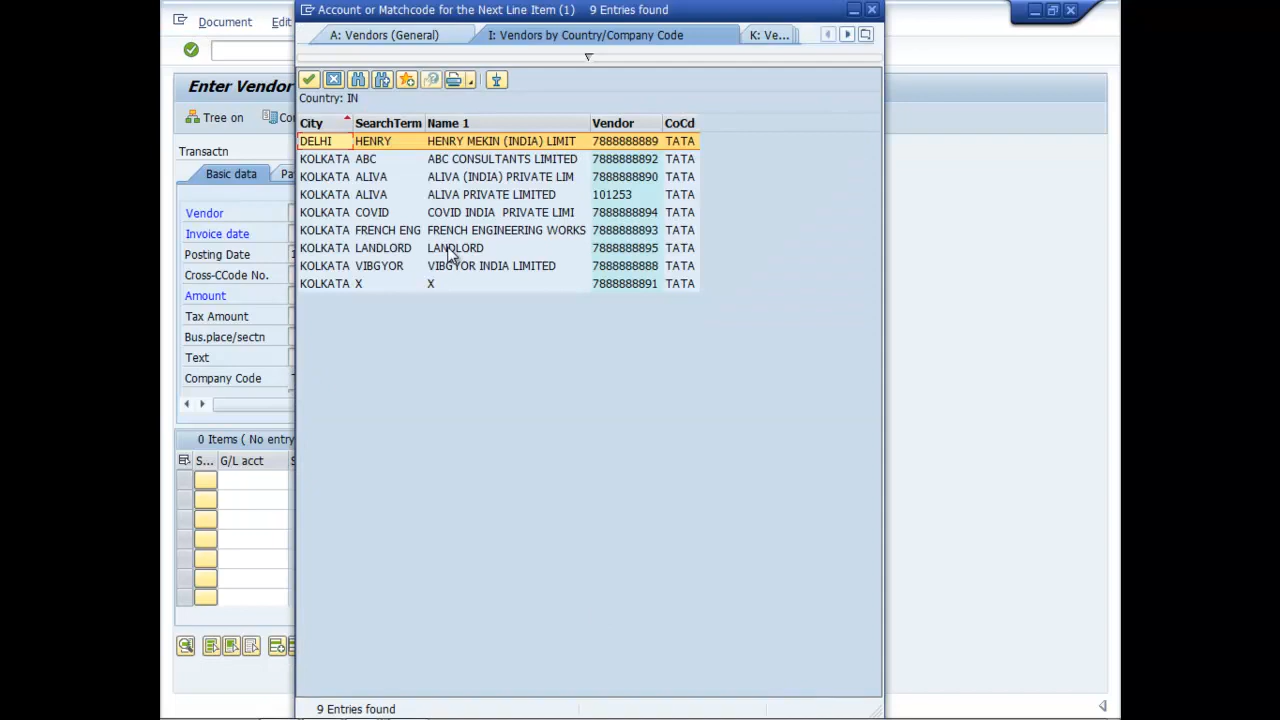 Account or Matchcode for the Next Line Item (1) 9 Entries found
Document Edi
A: Vendors (General) I: Vendors by Country/Company Code K: Ve...
Enter Vendor
Country: IN
Tree on Co
City SearchTerm Name 1 Vendor CoCd
DELHI HENRY HENRY MEKIN (INDIA) LIMIT 7888888889 TATA
KOLKATA ABC ABC CONSULTANTS LIMITED 7888888892 TATA
KOLKATA ALIVA ALIVA (INDIA) PRIVATE LIM 7888888890 TATA
KOLKATA ALIVA ALIVA PRIVATE LIMITED 101253 TATA
KOLKATA COVID COVID INDIA PRIVATE LIMI 7888888894 TATA
KOLKATA FRENCH ENG FRENCH ENGINEERING WORKS 7888888893 TATA
KOLKATA LANDLORD LANDLORD 7888888895 TATA
KOLKATA VIBGYOR VIBGYOR INDIA LIMITED 7888888888 TATA
KOLKATA X X 7888888891 TATA
Transactn
Basic data Pa
Vendor
Invoice date
Posting Date
Cross-CCode No.
Amount
Tax Amount
Bus.place/sectn
Text
Company Code
0 Items ( No entry
S... G/L acct
9 Entries found